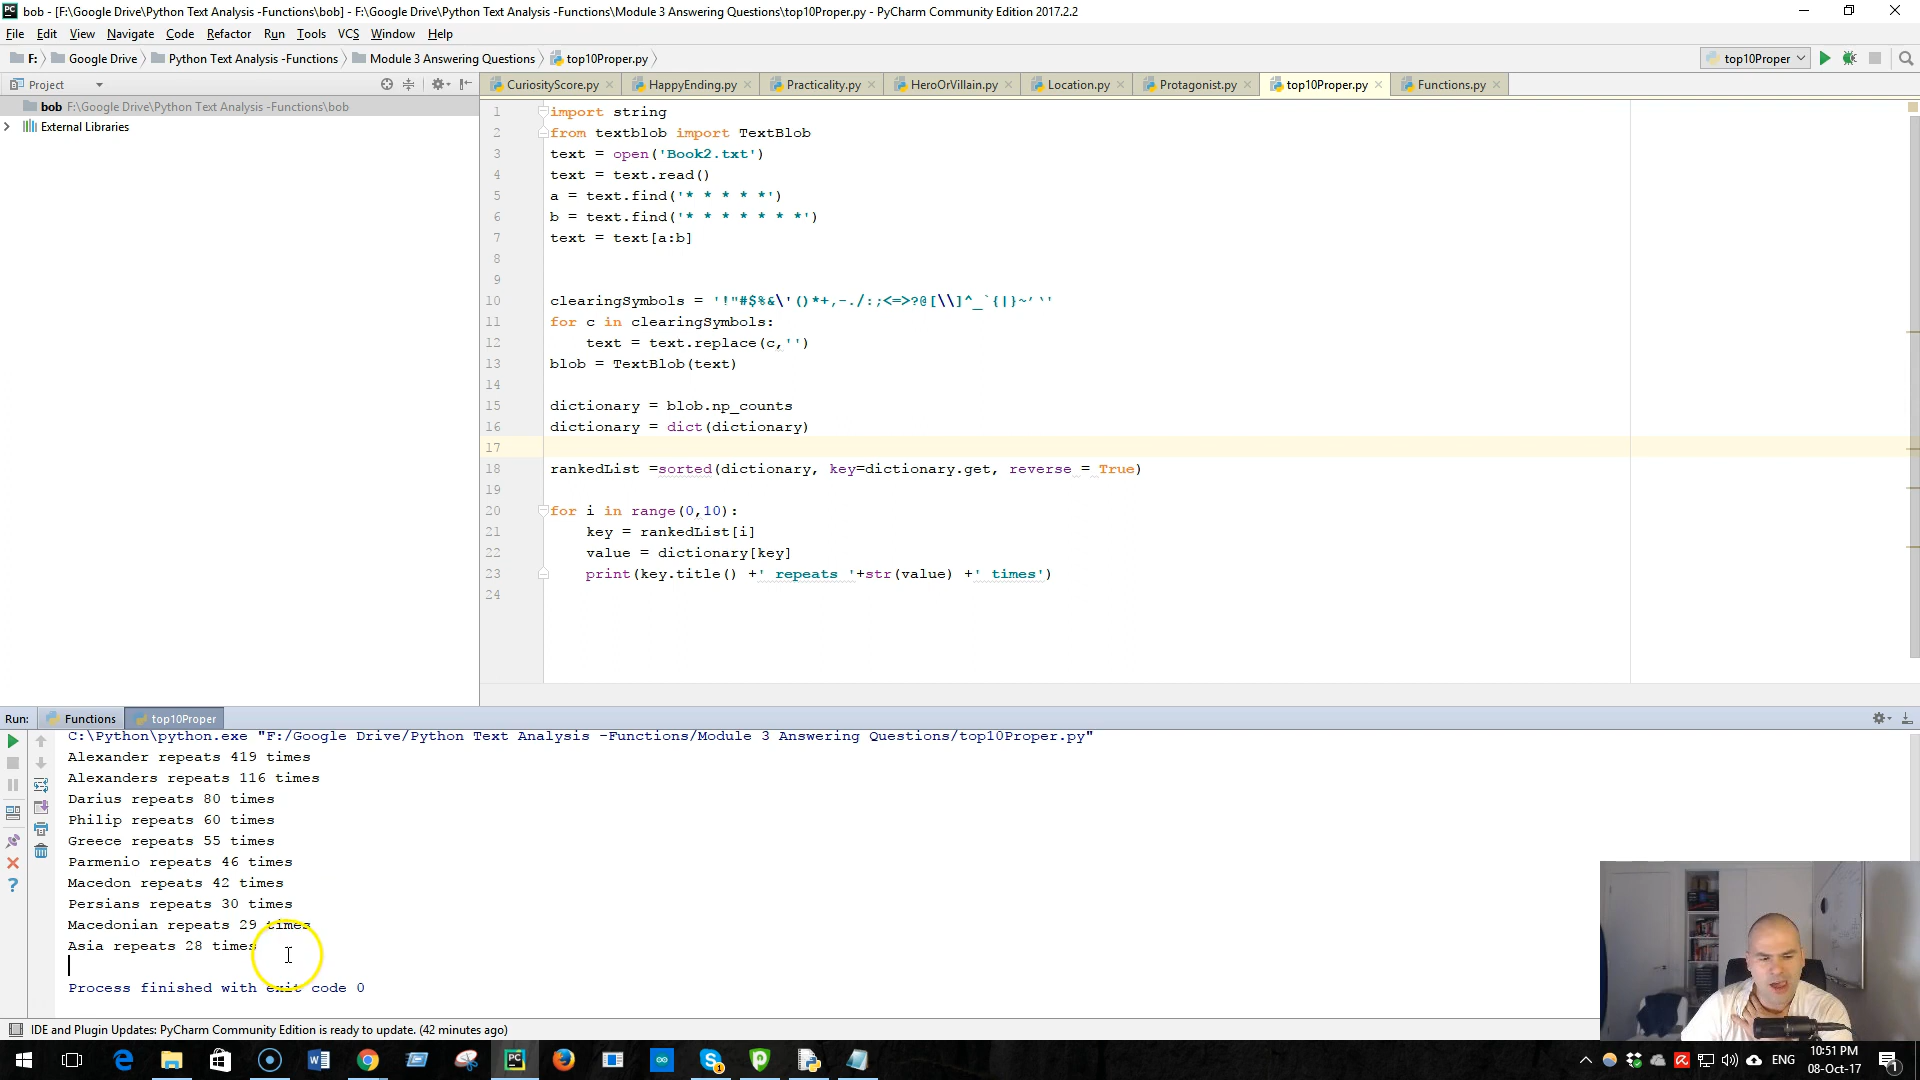 bob - [F:\Google Drive\Python Text Analysis -Functions\bob] - F:\Google Drive\Python Text Analysis -Functions\Module 3 Answering Questions\top10Proper.py - PyCharm Community Edition 2017.2.2
File Edit View Navigate Code Refactor Run Tools VCS Window Help
F: Google Drive Python Text Analysis -Functions Module 3 Answering Questions top10Proper.py top10Proper
Project CuriosityScore.py HappyEnding.py Practicality.py HeroOrVillain.py Location.py Protagonist.py top10Proper.py Functions.py
bob F:\Google Drive\Python Text Analysis -Functions\bob
External Libraries
1 import string
2 from textblob import TextBlob
3 text = open('Book2.txt')
4 text = text.read()
5 a = text.find('* * * * *')
6 b = text.find('* * * * * * *')
7 text = text[a:b]
8
9
10 clearingSymbols = '!"#$%&\'()*+,-./:;<=>?@[\\]^_`{|}~’‘'
11 for c in clearingSymbols:
12 text = text.replace(c,'')
13 blob = TextBlob(text)
14
15 dictionary = blob.np_counts
16 dictionary = dict(dictionary)
17
18 rankedList =sorted(dictionary, key=dictionary.get, reverse = True)
19
20 for i in range(0,10):
21 key = rankedList[i]
22 value = dictionary[key]
23 print(key.title() +' repeats '+str(value) +' times')
24
Run: Functions top10Proper
C:\Python\python.exe "F:/Google Drive/Python Text Analysis -Functions/Module 3 Answering Questions/top10Proper.py"
Alexander repeats 419 times
Alexanders repeats 116 times
Darius repeats 80 times
Philip repeats 60 times
Greece repeats 55 times
Parmenio repeats 46 times
Macedon repeats 42 times
Persians repeats 30 times
Macedonian repeats 29 times
Asia repeats 28 times
Process finished with exit code 0
IDE and Plugin Updates: PyCharm Community Edition is ready to update. (42 minutes ago)
ENG 10:51 PM
08-Oct-17